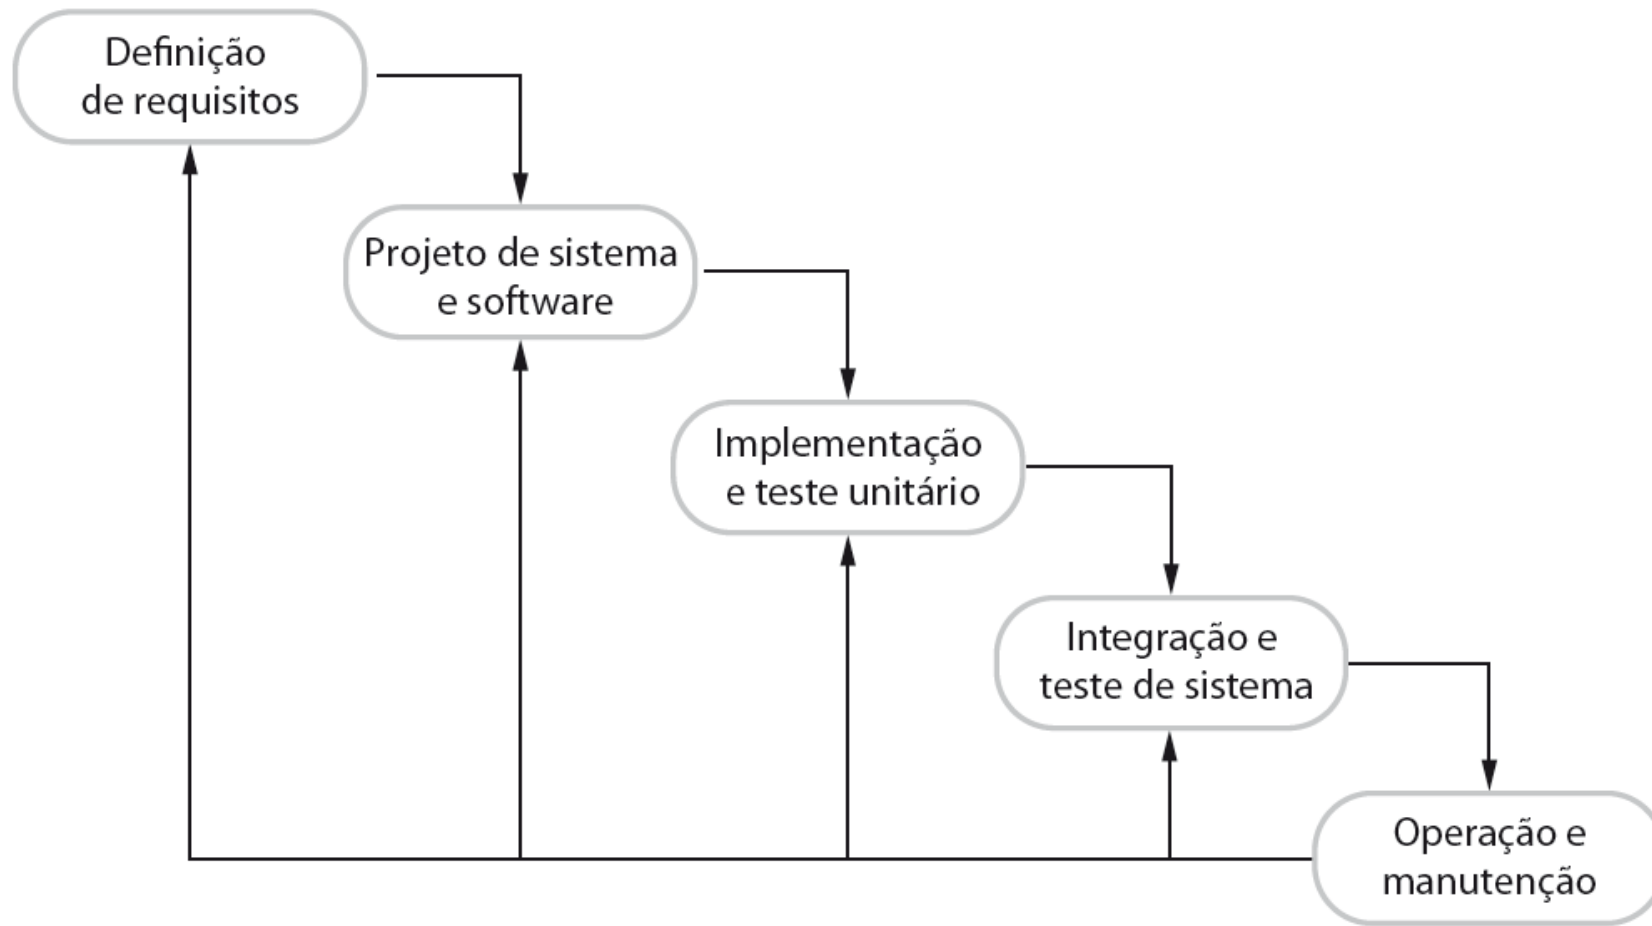 Definição
de requisitos
Projeto de sistema
e software
Implementação
e teste unitário
Integração e
teste de sistema
Operação e
manutenção